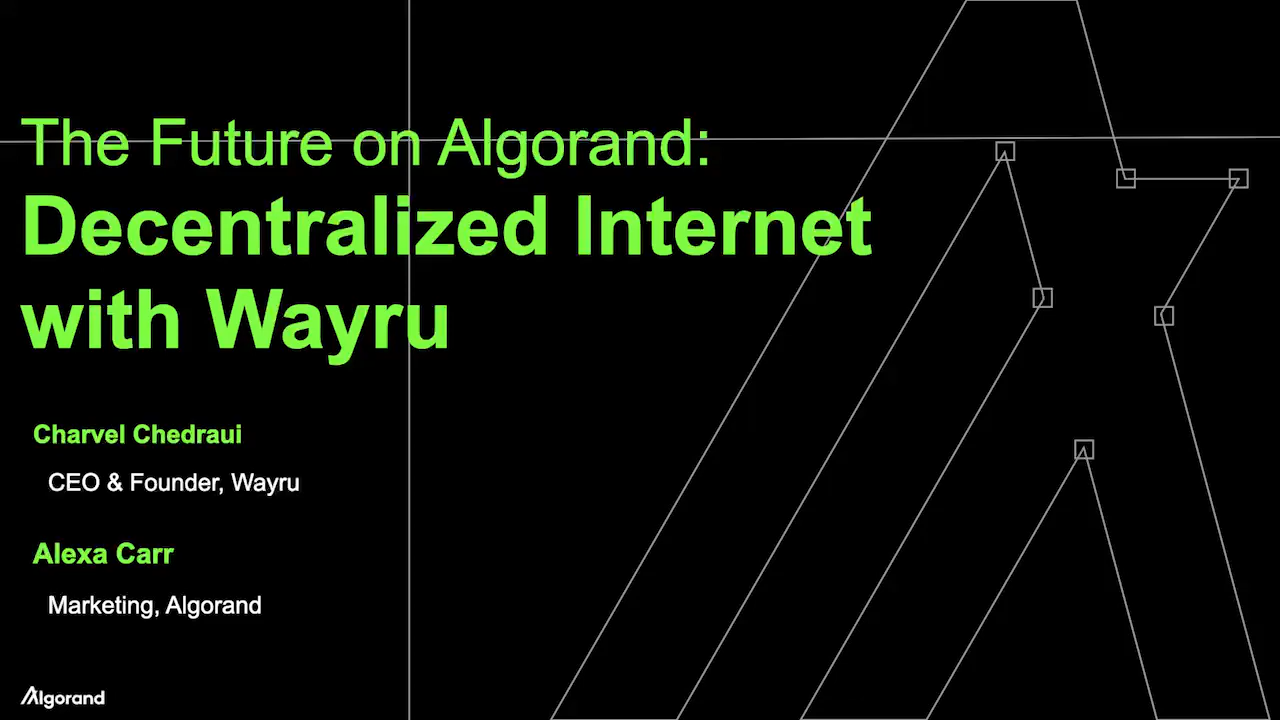 The Future on Algorand:
Decentralized Internet
with Wayru
Charvel Chedraui
CEO & Founder, Wayru
Alexa Carr
Marketing, Algorand
Algorand